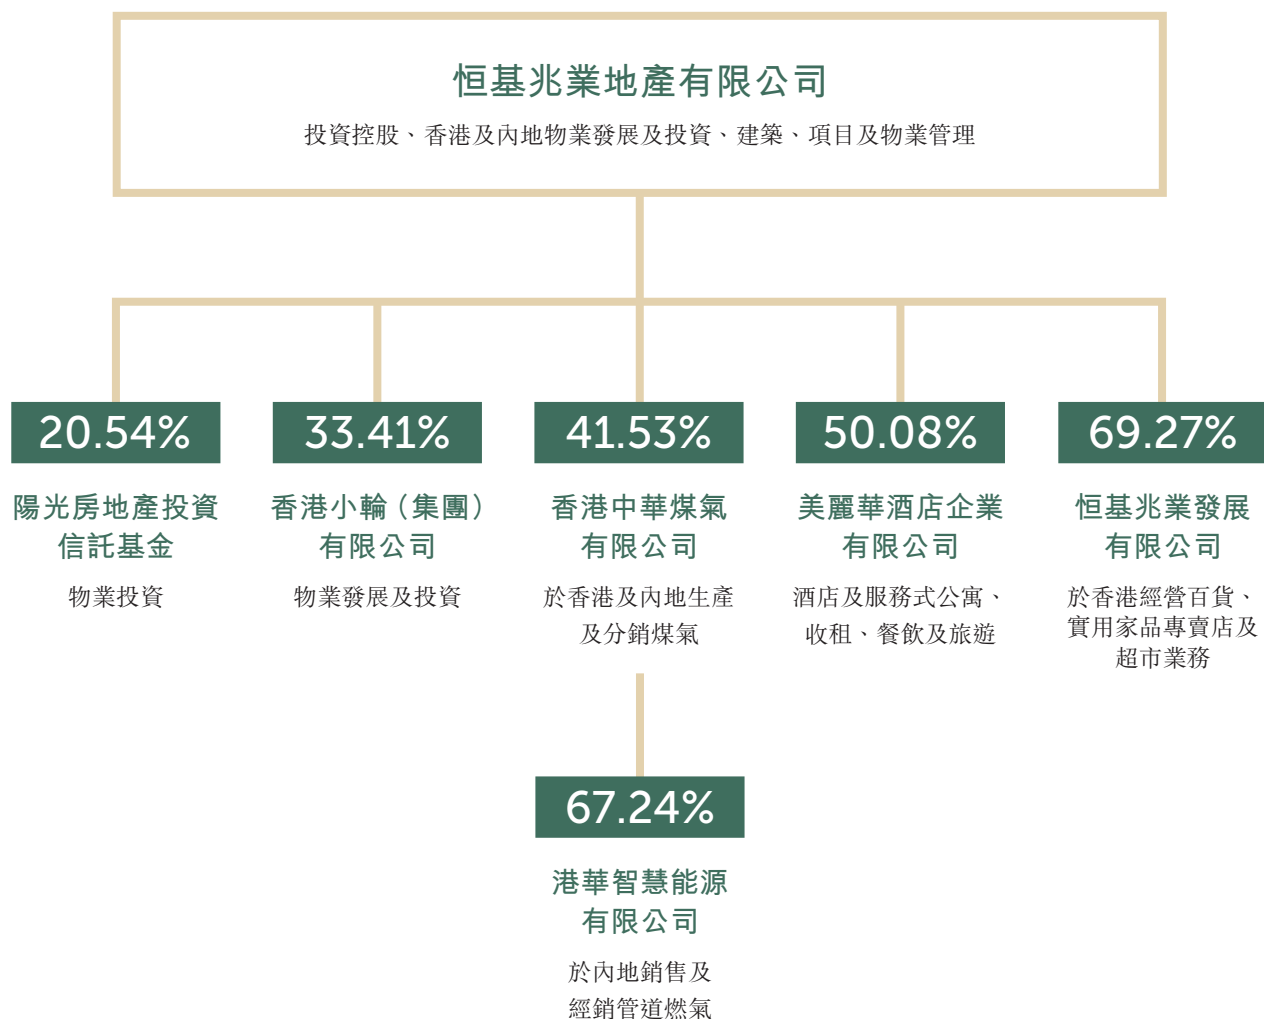 恒基兆業地產有限公司
投資控股、香港及內地物業發展及投資、建築、項目及物業管理
20.54%
陽光房地產投資
信託基金
物業投資
33.41%
香港小輪（集團）
有限公司
物業發展及投資
41.53%
香港中華煤氣
有限公司
於香港及內地生產
及分銷煤氣
50.08%
美麗華酒店企業
有限公司
酒店及服務式公寓、
收租、餐飲及旅遊
69.27%
恒基兆業發展
有限公司
於香港經營百貨、
實用家品專賣店及
超市業務
67.24%
港華智慧能源
有限公司
於內地銷售及
經銷管道燃氣